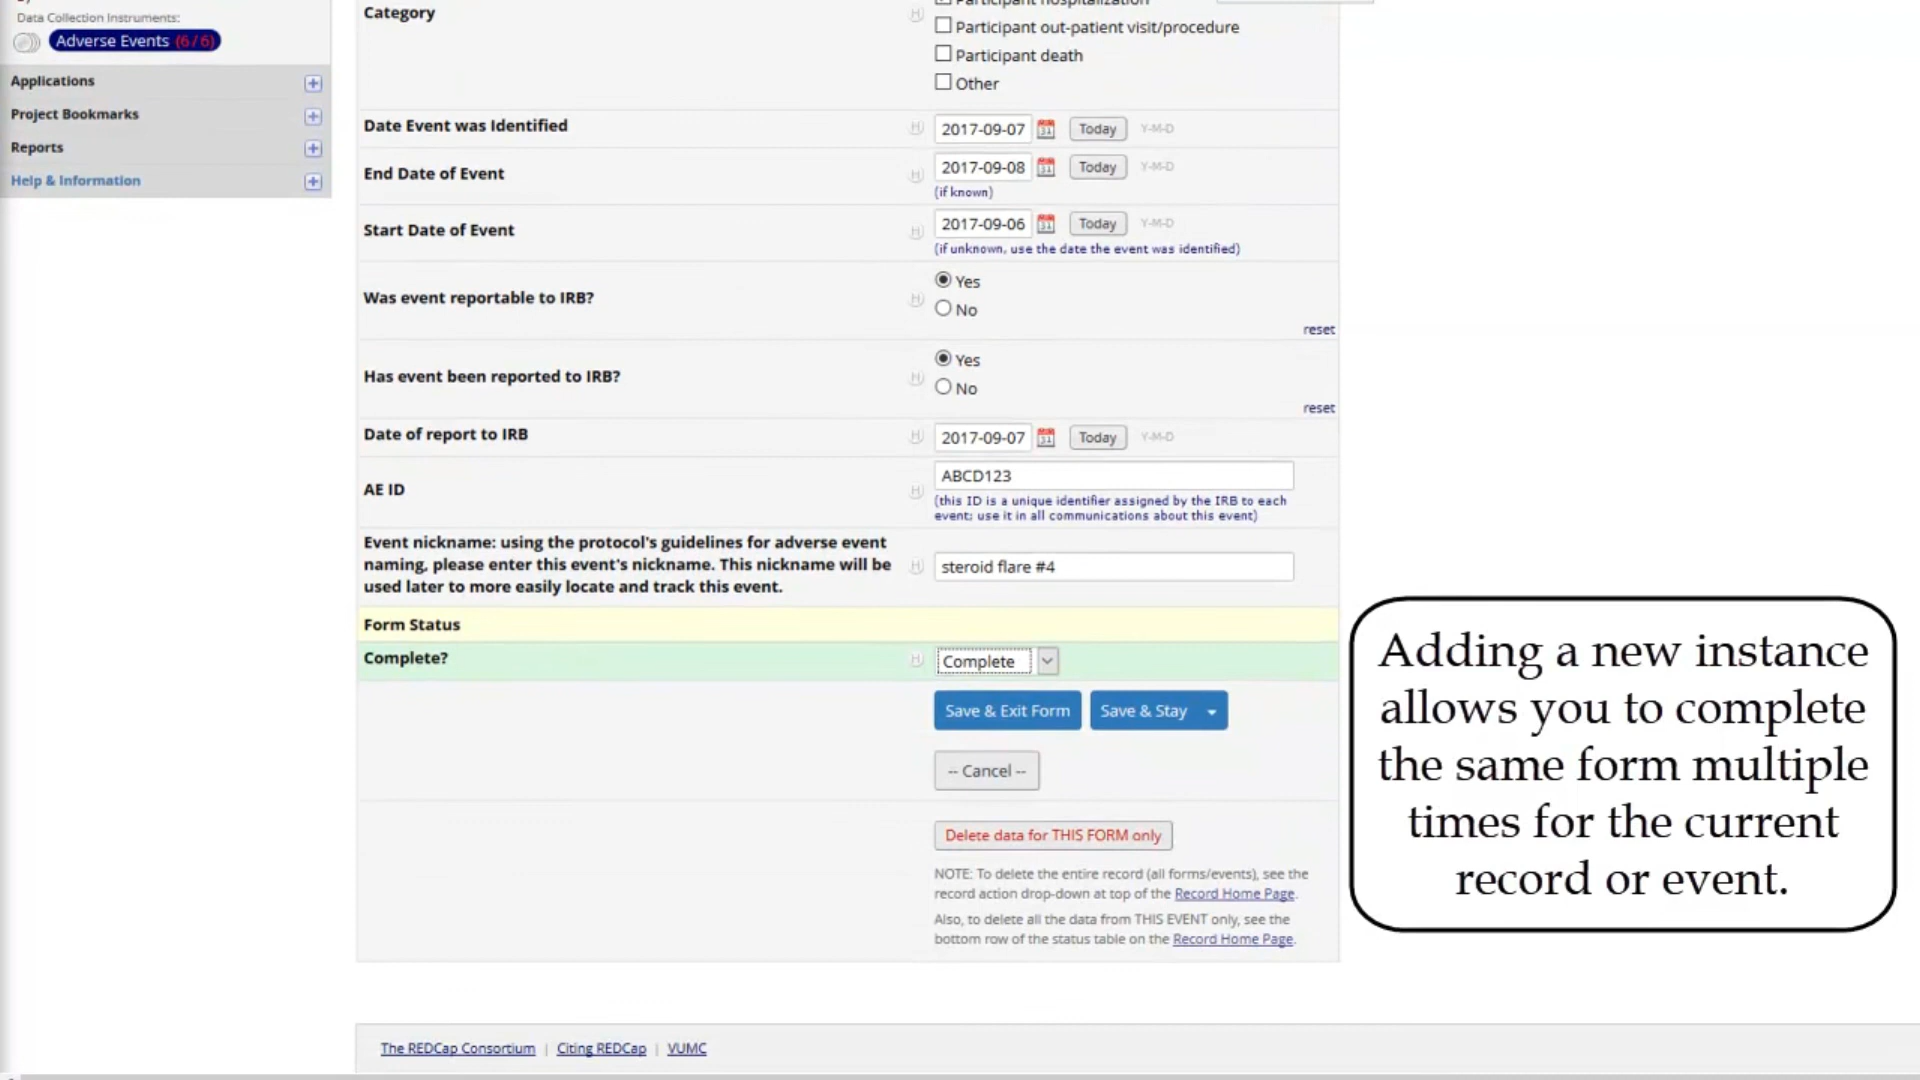 Data Collection Instruments:
Adverse Events (6/6)
Applications
Project Bookmarks
Reports
Help & Information
Category
Participant hospitalization
Participant out-patient visit/procedure
Participant death
Other
Date Event was Identified
2017-09-07 31 Today Y-M-D
End Date of Event
2017-09-08 31 Today Y-M-D
(if known)
Start Date of Event
2017-09-06 31 Today Y-M-D
(if unknown, use the date the event was identified)
Was event reportable to IRB?
Yes
No
reset
Has event been reported to IRB?
Yes
No
reset
Date of report to IRB
2017-09-07 31 Today Y-M-D
AE ID
ABCD123
(this ID is a unique identifier assigned by the IRB to each
event; use it in all communications about this event)
Event nickname: using the protocol's guidelines for adverse event
naming, please enter this event's nickname. This nickname will be
used later to more easily locate and track this event.
steroid flare #4
Form Status
Complete?
Complete
Save & Exit Form Save & Stay
-- Cancel --
Delete data for THIS FORM only
NOTE: To delete the entire record (all forms/events), see the
record action drop-down at top of the Record Home Page.
Also, to delete all the data from THIS EVENT only, see the
bottom row of the status table on the Record Home Page.
Adding a new instance
allows you to complete
the same form multiple
times for the current
record or event.
The REDCap Consortium | Citing REDCap | VUMC